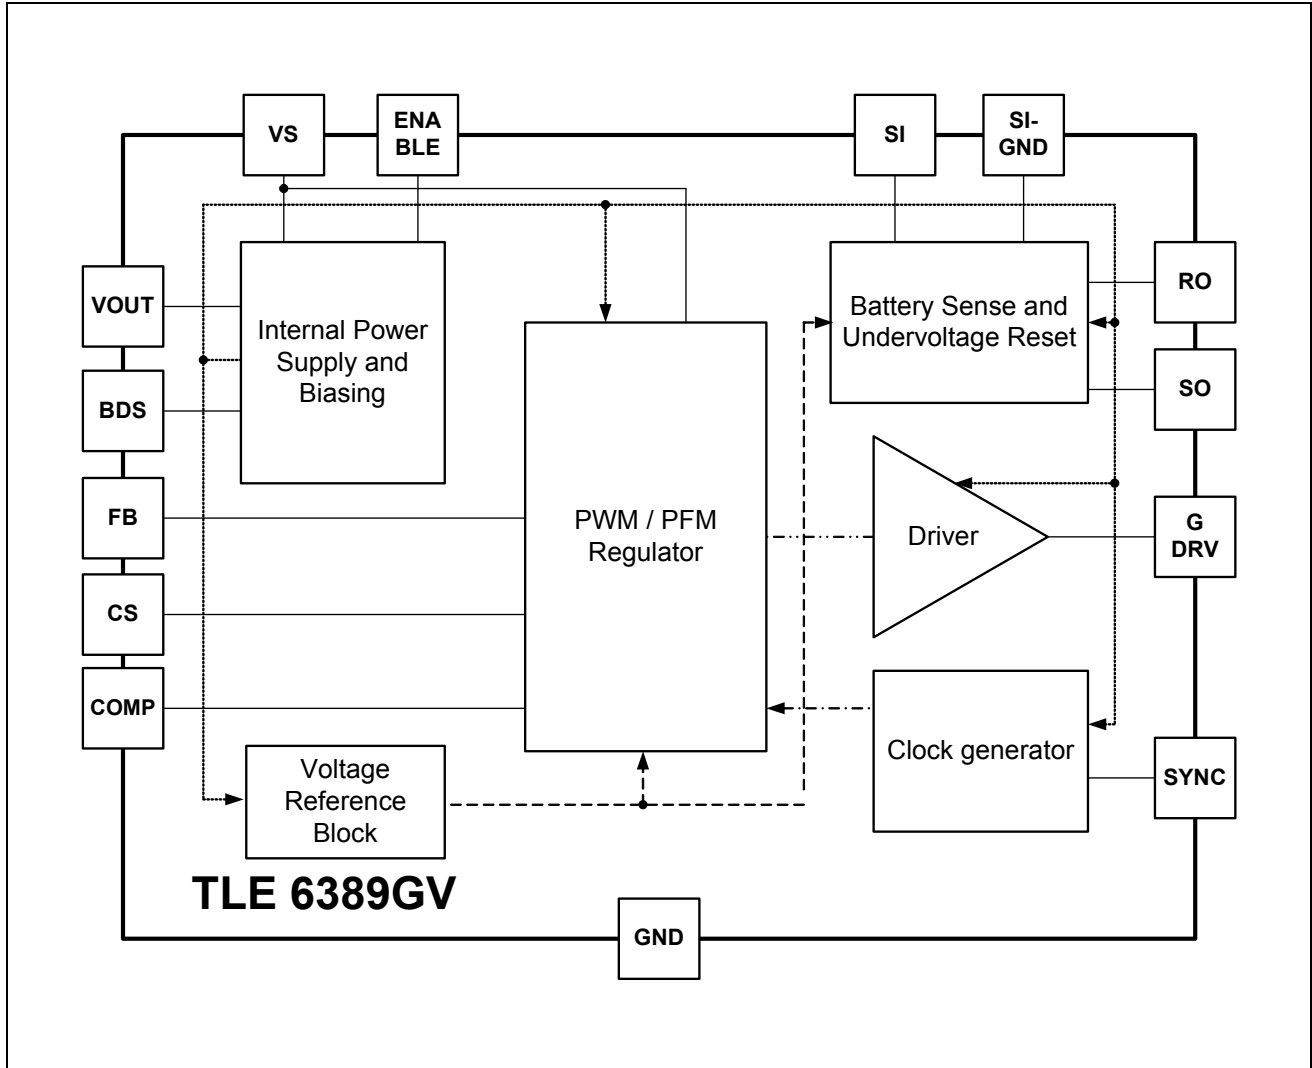 VS
ENA
BLE
SI
SI-
GND
VOUT
BDS
FB
CS
COMP
Internal Power
Supply and
Biasing
PWM / PFM
Regulator
Battery Sense and
Undervoltage Reset
RO
SO
Driver
G
DRV
Clock generator
SYNC
Voltage
Reference
Block
TLE 6389GV
GND